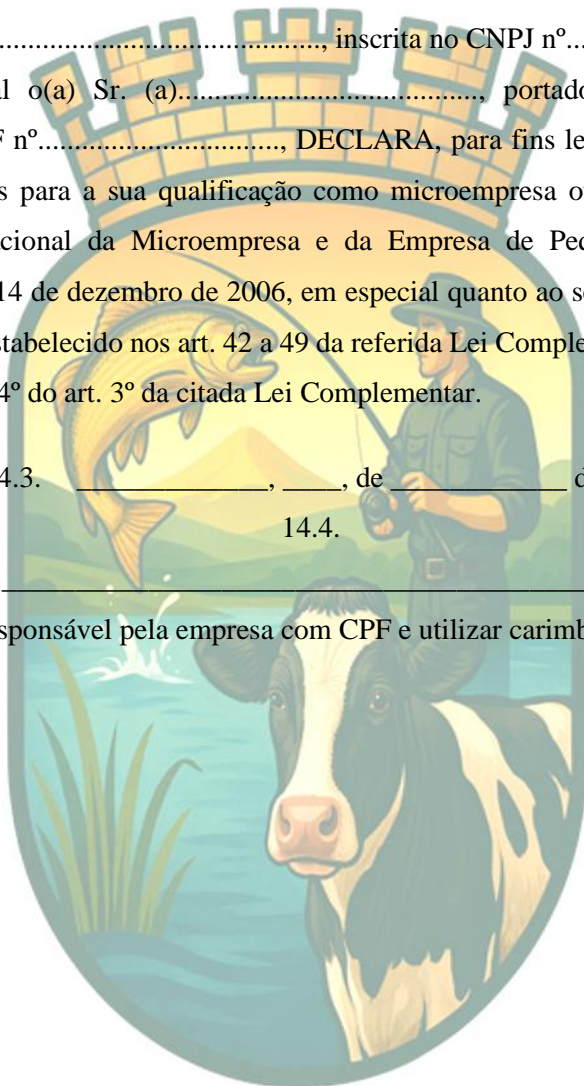 ......................................, inscrita no CNPJ nº...
l o(a) Sr. (a)....................................., portado
F nº.............................., DECLARA, para fins le
s para a sua qualificação como microempresa o
cional da Microempresa e da Empresa de Peq
14 de dezembro de 2006, em especial quanto ao s
stabelecido nos art. 42 a 49 da referida Lei Comple
4º do art. 3º da citada Lei Complementar.
4.3. _____________, ____, de ____________ d
14.4.
________________________________________
sponsável pela empresa com CPF e utilizar carimb